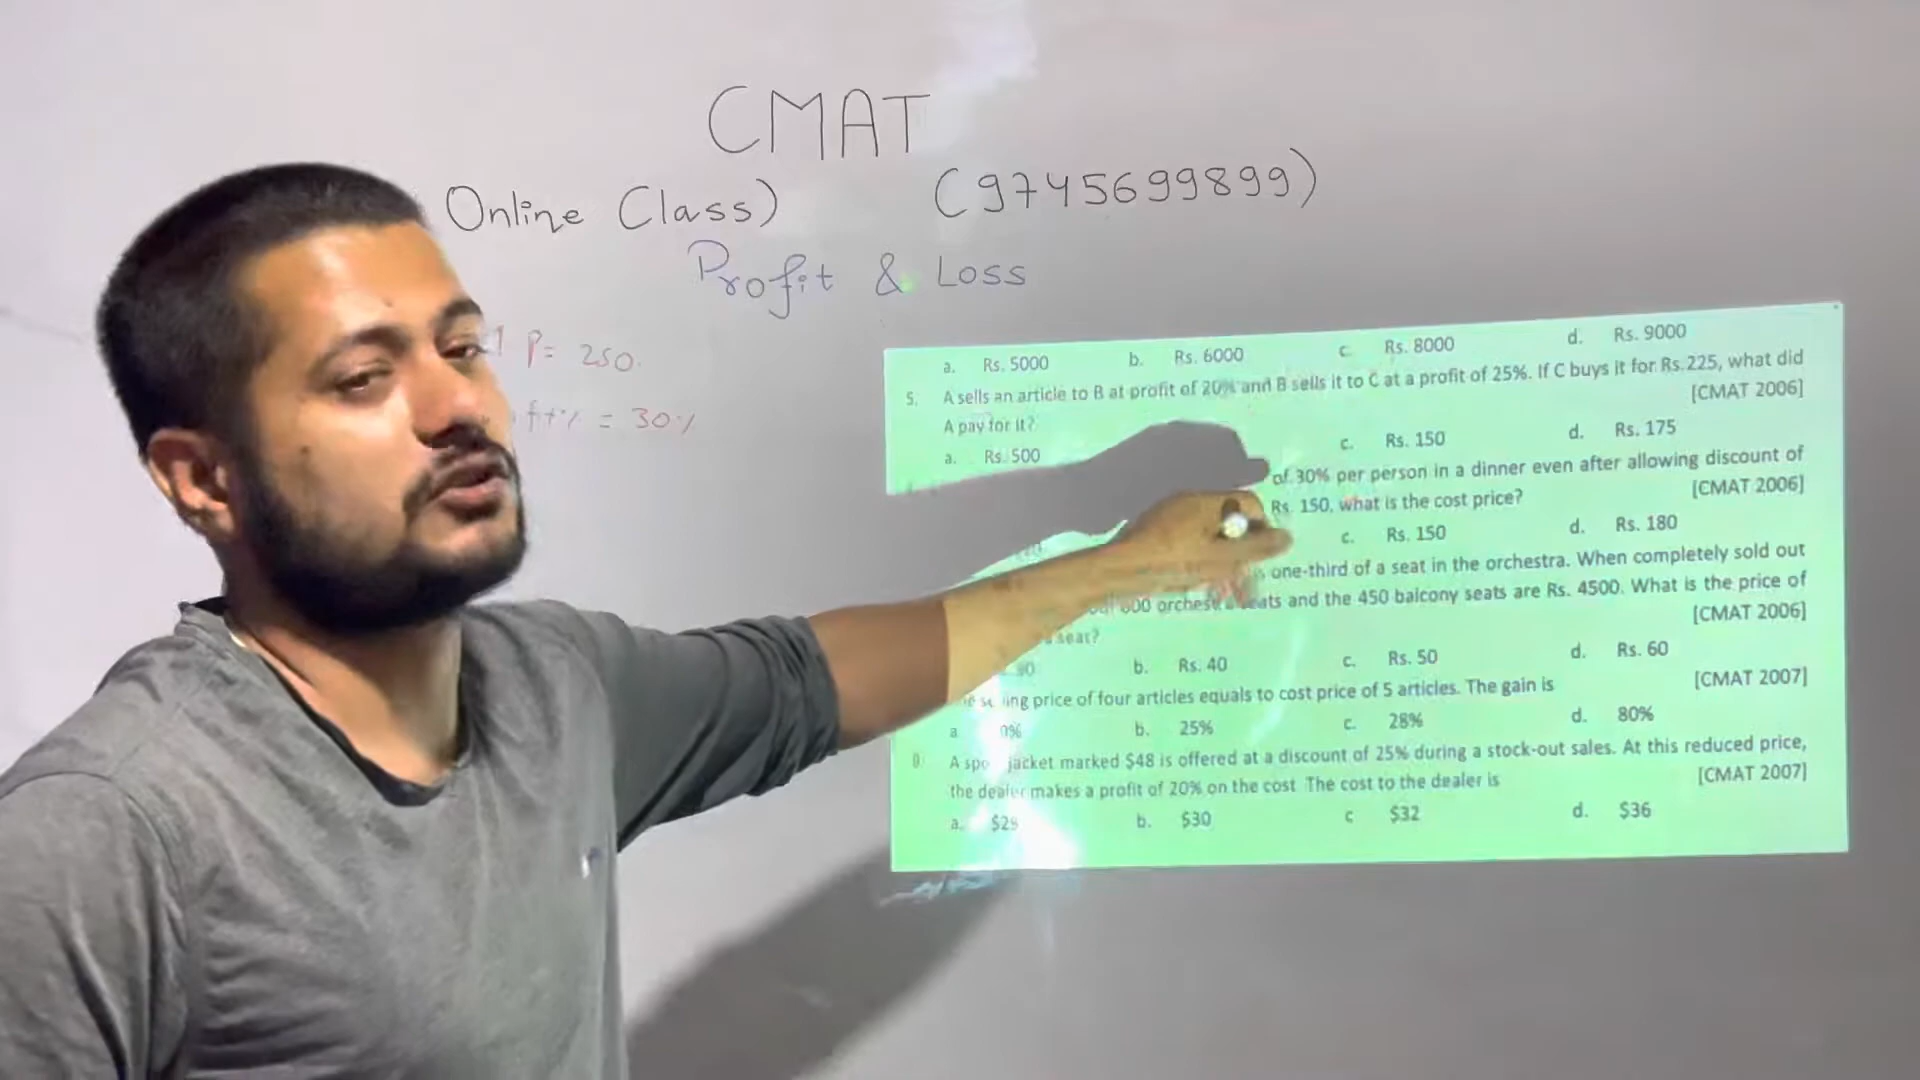 CMAT
Online Class) (9745699899)
Profit & Loss
P= 250.
fit% = 30%
a. Rs. 5000 b. Rs. 6000 c. Rs. 8000 d. Rs. 9000
5. A sells an article to B at profit of 20% and B sells it to C at a profit of 25%. If C buys it for Rs. 225, what did
A pay for it? [CMAT 2006]
a. Rs. 500 c. Rs. 150 d. Rs. 175
of 30% per person in a dinner even after allowing discount of
Rs. 150, what is the cost price? [CMAT 2006]
c. Rs. 150 d. Rs. 180
one-third of a seat in the orchestra. When completely sold out
and the 450 balcony seats are Rs. 4500. What is the price of
seat? [CMAT 2006]
b. Rs. 40 c. Rs. 50 d. Rs. 60
price of four articles equals to cost price of 5 articles. The gain is [CMAT 2007]
a 0% b. 25% c. 28% d. 80%
A jacket marked $48 is offered at a discount of 25% during a stock-out sales. At this reduced price,
the dealer makes a profit of 20% on the cost The cost to the dealer is [CMAT 2007]
a. b. $30 c $32 d. $36